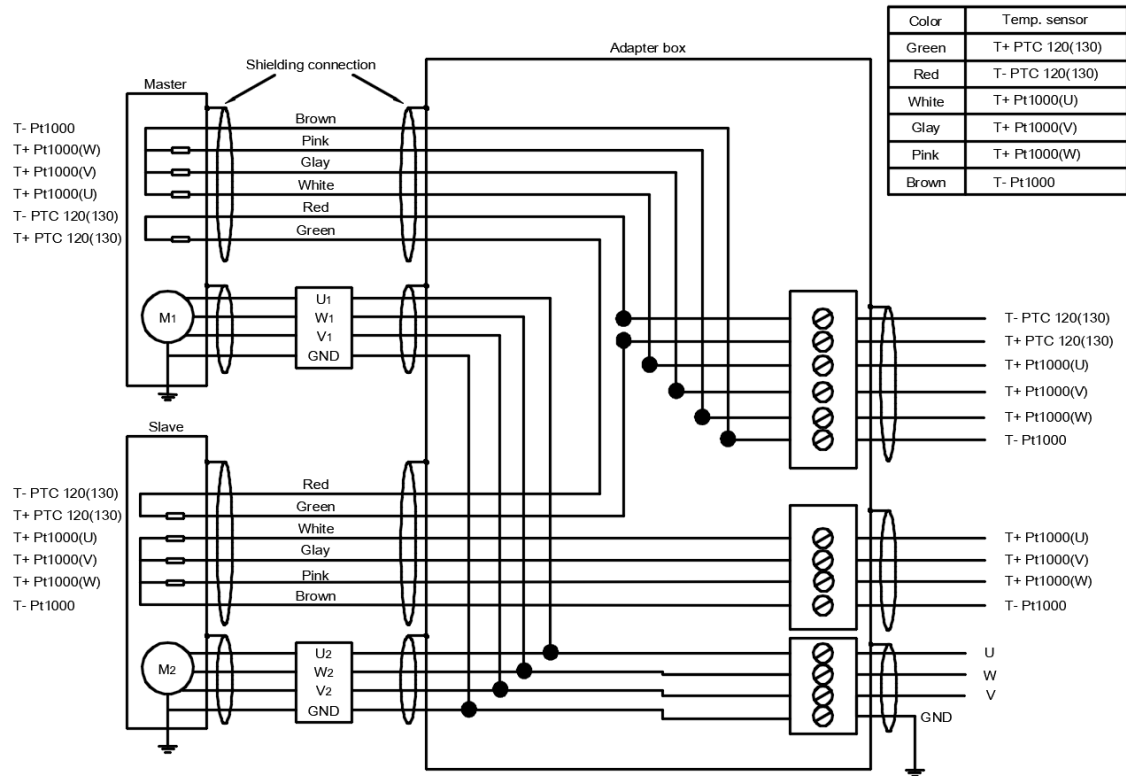 Color Temp. sensor
Green T+ PTC 120(130)
Red T- PTC 120(130)
White T+ Pt1000(U)
Glay T+ Pt1000(V)
Pink T+ Pt1000(W)
Brown T- Pt1000
Adapter box
Shielding connection
Master
T- Pt1000
T+ Pt1000(W)
T+ Pt1000(V)
T+ Pt1000(U)
T- PTC 120(130)
T+ PTC 120(130)
Brown
Pink
Glay
White
Red
Green
M1
U1
W1
V1
GND
T- PTC 120(130)
T+ PTC 120(130)
T+ Pt1000(U)
T+ Pt1000(V)
T+ Pt1000(W)
T- Pt1000
Slave
T- PTC 120(130)
T+ PTC 120(130)
T+ Pt1000(U)
T+ Pt1000(V)
T+ Pt1000(W)
T- Pt1000
Red
Green
White
Glay
Pink
Brown
T+ Pt1000(U)
T+ Pt1000(V)
T+ Pt1000(W)
T- Pt1000
M2
U2
W2
V2
GND
U
W
V
GND